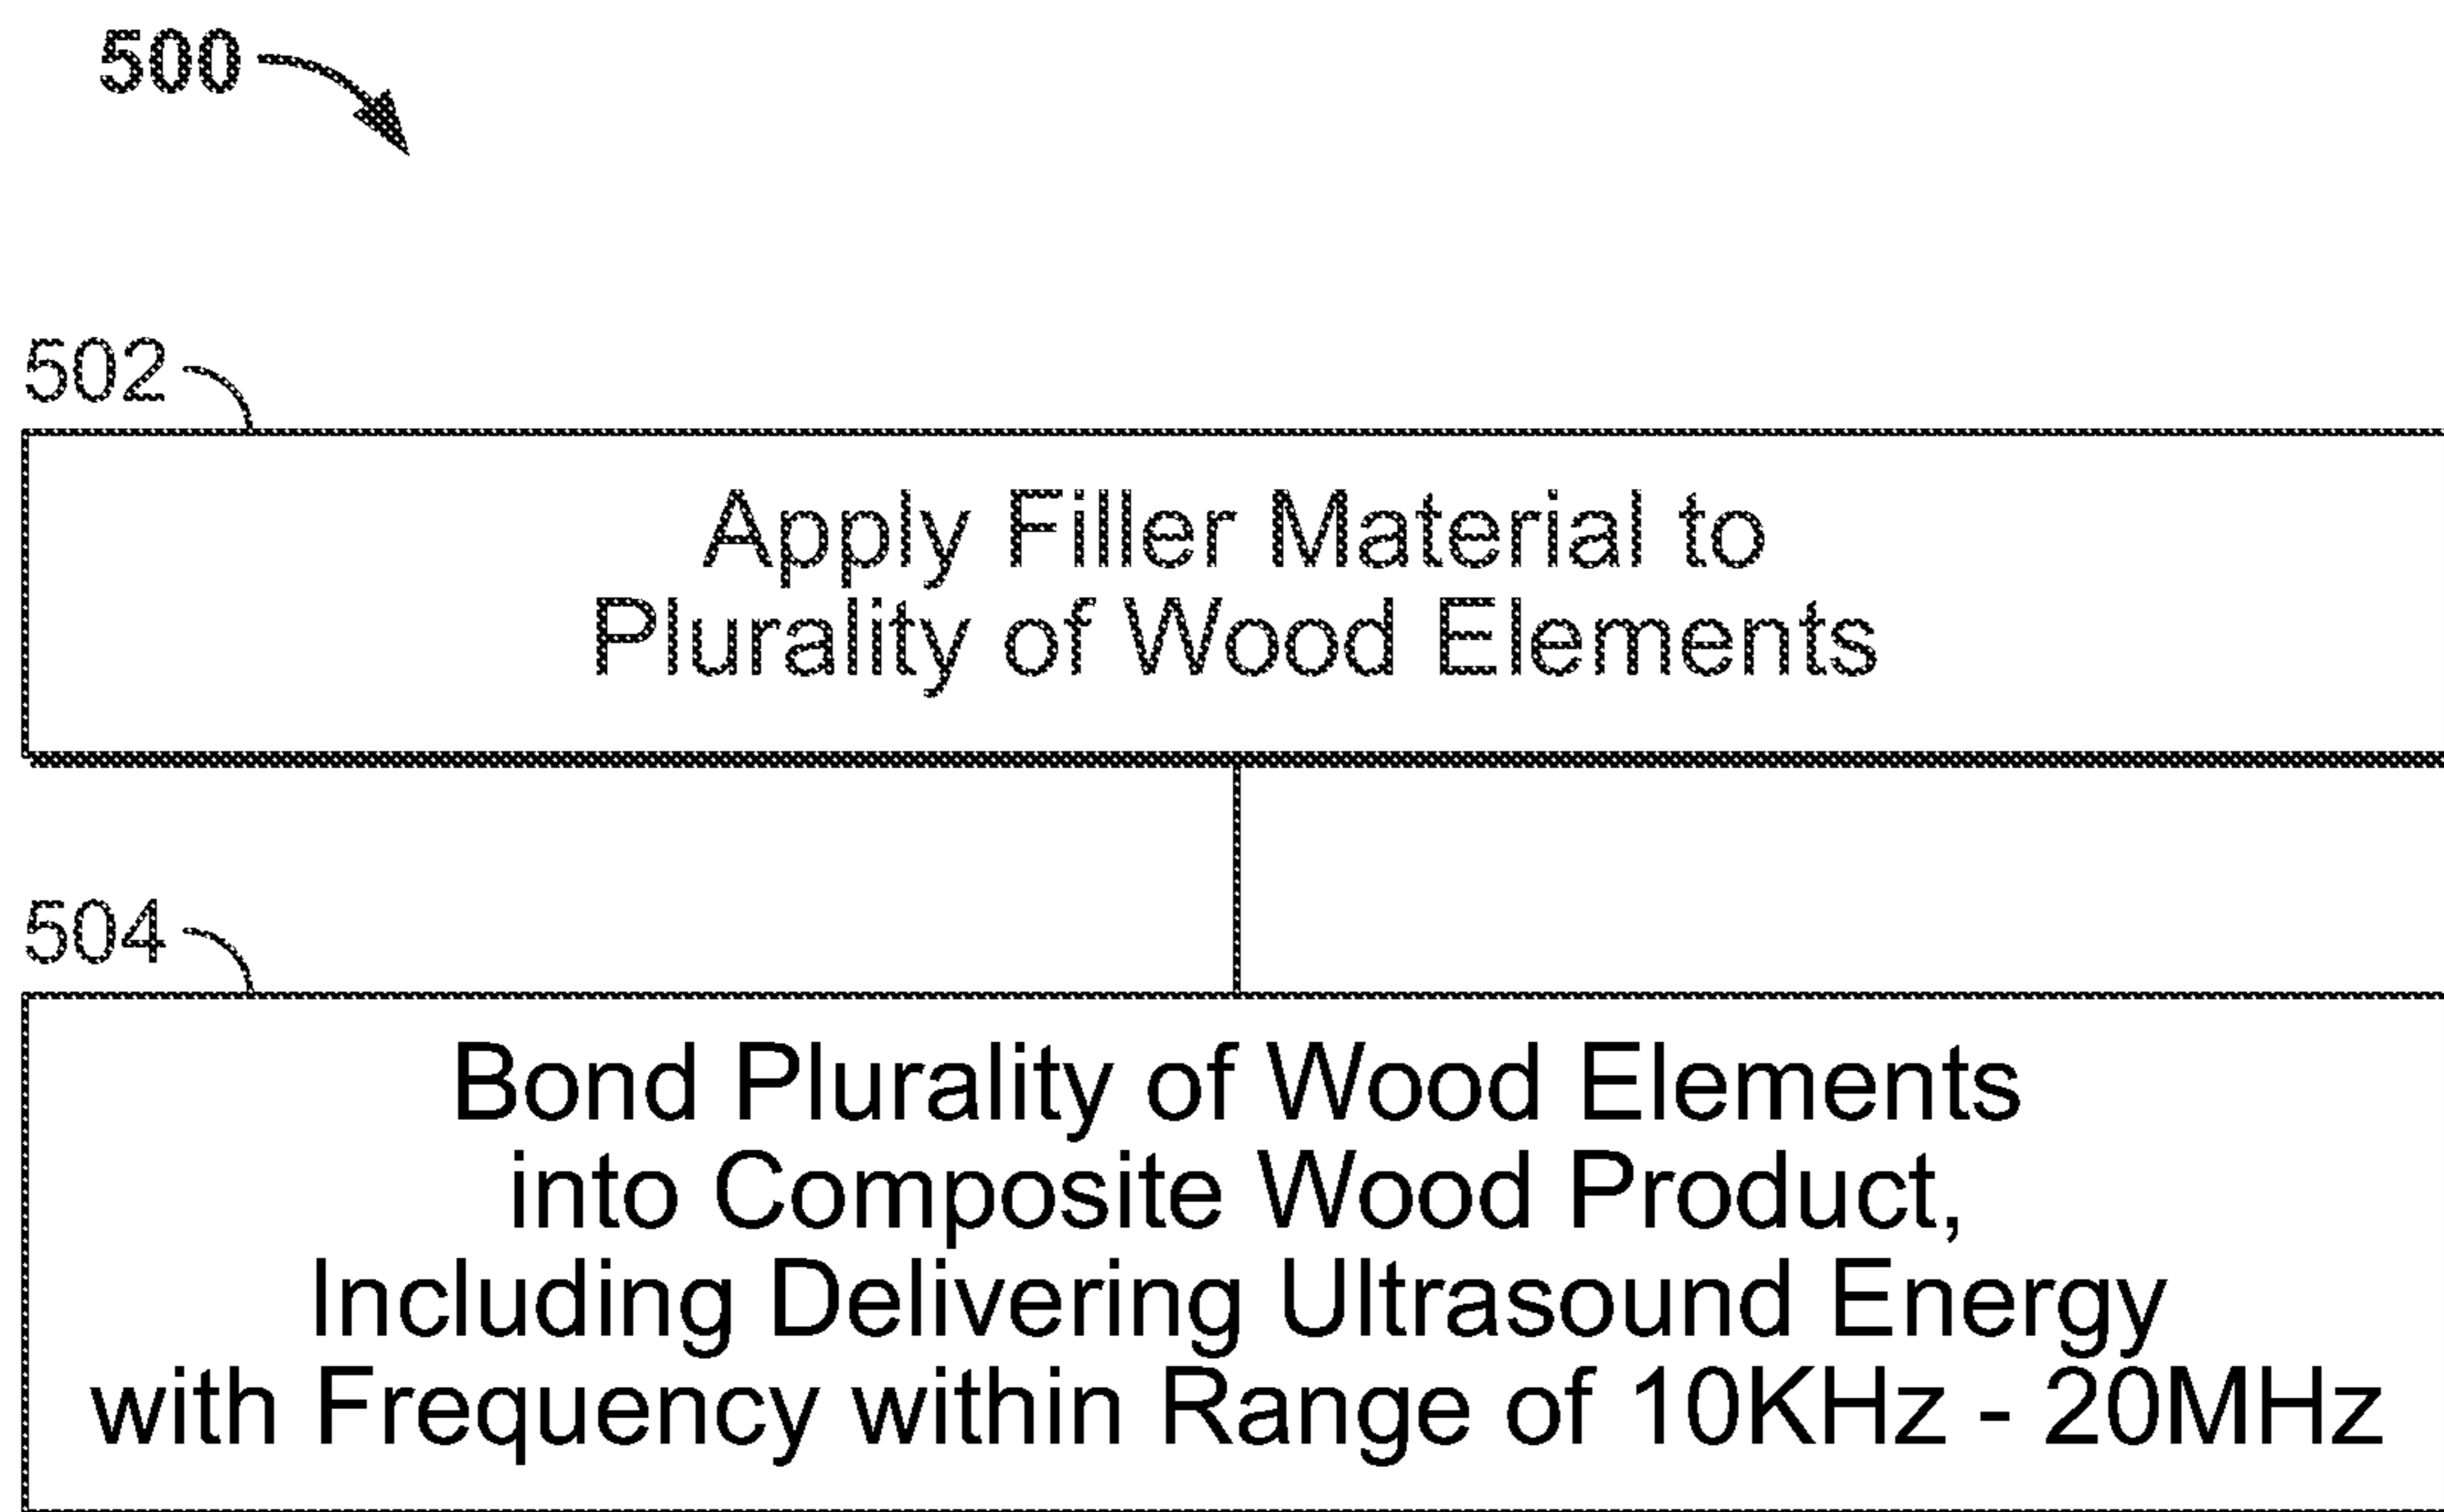 500
502
Apply Filler Material to
Plurality of Wood Elements
504
Bond Plurality of Wood Elements
into Composite Wood Product,
Including Delivering Ultrasound Energy
with Frequency within Range of 10KHz - 20MHz